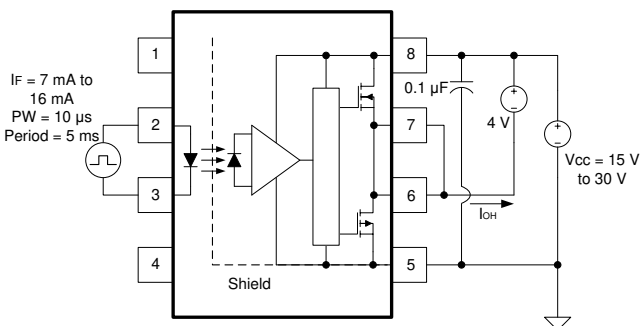 IF = 7 mA to
16 mA
PW = 10 µs
Period = 5 ms
1
2
3
4
Shield
8
7
6
5
0.1 µF
4 V
IOH
Vcc = 15 V
to 30 V